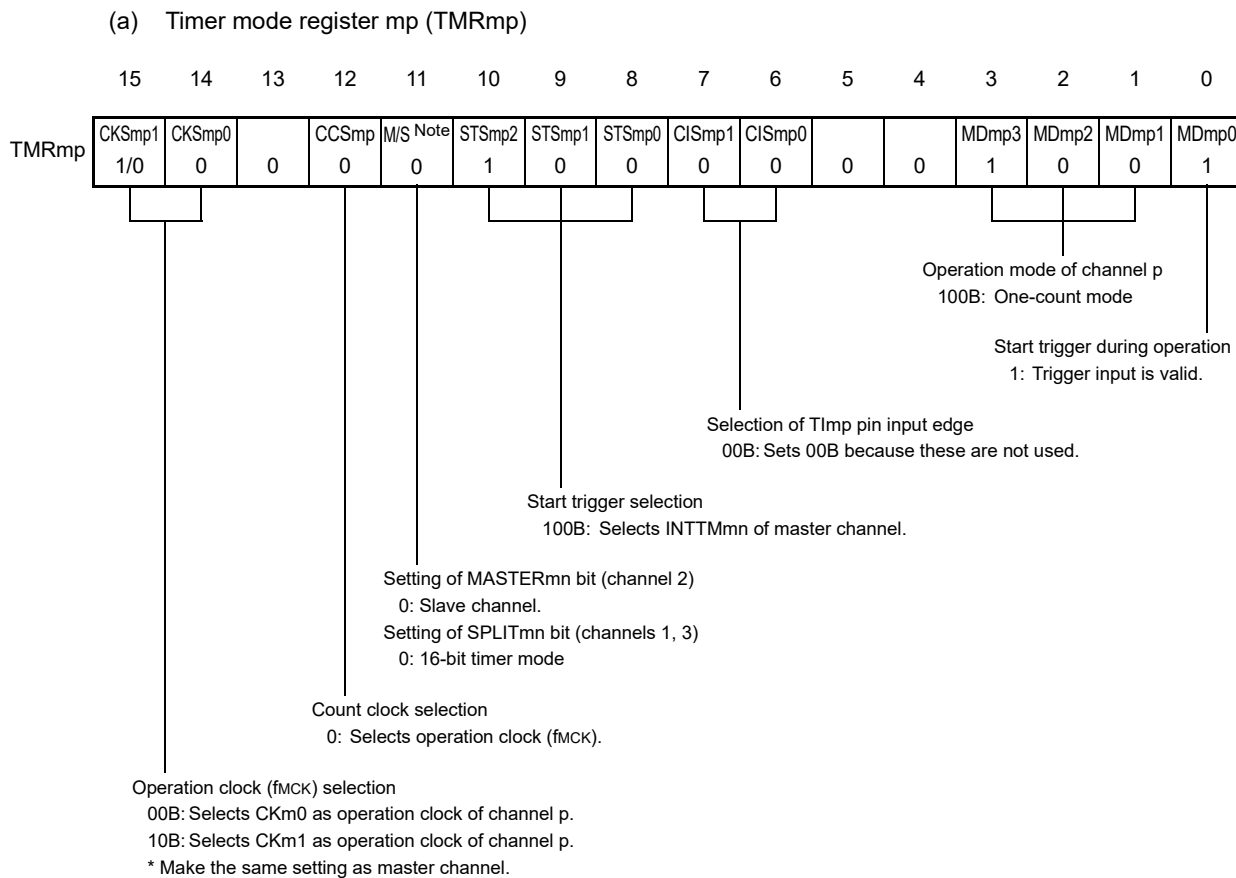 (a) Timer mode register mp (TMRmp)
15 14 13 12 11 10 9 8 7 6 5 4 3 2 1 0
TMRmp
CKSmp1 CKSmp0 CCSmp M/S Note STSmp2 STSmp1 STSmp0 CISmp1 CISmp0 MDmp3 MDmp2 MDmp1 MDmp0
1/0 0 0 0 0 1 0 0 0 0 0 0 1 0 0 1
Operation mode of channel p
100B: One-count mode
Start trigger during operation
1: Trigger input is valid.
Selection of TImp pin input edge
00B: Sets 00B because these are not used.
Start trigger selection
100B: Selects INTTMmn of master channel.
Setting of MASTERmn bit (channel 2)
0: Slave channel.
Setting of SPLITmn bit (channels 1, 3)
0: 16-bit timer mode
Count clock selection
0: Selects operation clock (fMCK).
Operation clock (fMCK) selection
00B: Selects CKm0 as operation clock of channel p.
10B: Selects CKm1 as operation clock of channel p.
* Make the same setting as master channel.